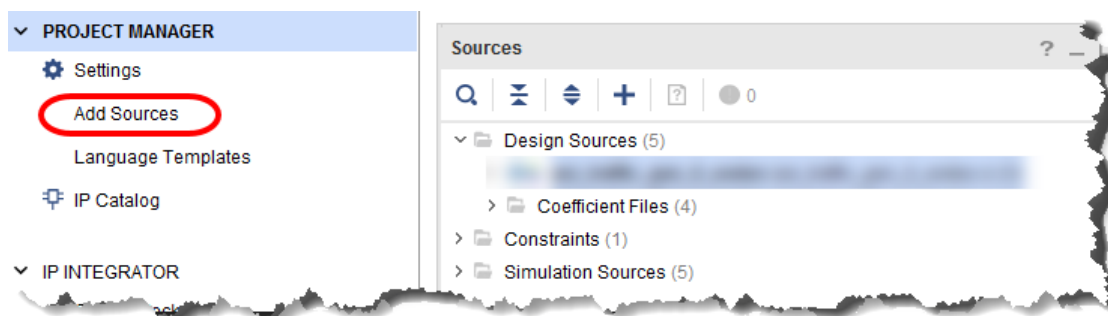 PROJECT MANAGER
Settings
Add Sources
Language Templates
IP Catalog
IP INTEGRATOR
Sources
?
0
Design Sources (5)
Coefficient Files (4)
Constraints (1)
Simulation Sources (5)